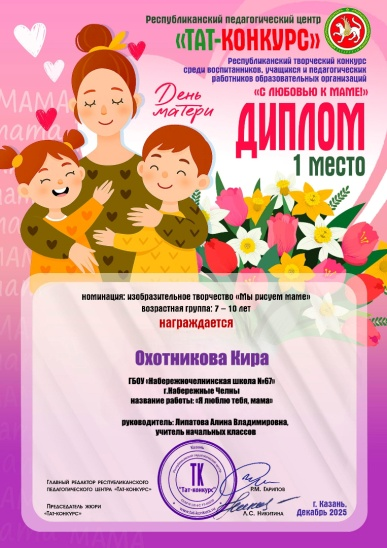 Республиканский педагогический центр
«ТАТ-КОНКУРС»
Республиканский творческий конкурс
среди воспитанников, учащихся и педагогических
работников образовательных организаций
«С ЛЮБОВЬЮ К МАМЕ!»
День
матери
ДИПЛОМ
1 место
МАМА
мама
номинация: изобразительное творчество «Мы рисуем маме»
возрастная группа: 7 – 10 лет
награждается
Охотникова Кира
ГБОУ «Набережночелнинская школа №67»
г.Набережные Челны
название работы: «Я люблю тебя, мама»
руководитель: Липатова Алина Владимировна,
учитель начальных классов
Главный редактор Республиканского
педагогического центра «Тат-конкурс»
Р.М. Гарипов
Председатель жюри
«Тат-конкурс»
Л.С. Никитина
ТК
"Тат-конкурс"
г. Казань.
Декабрь 2025